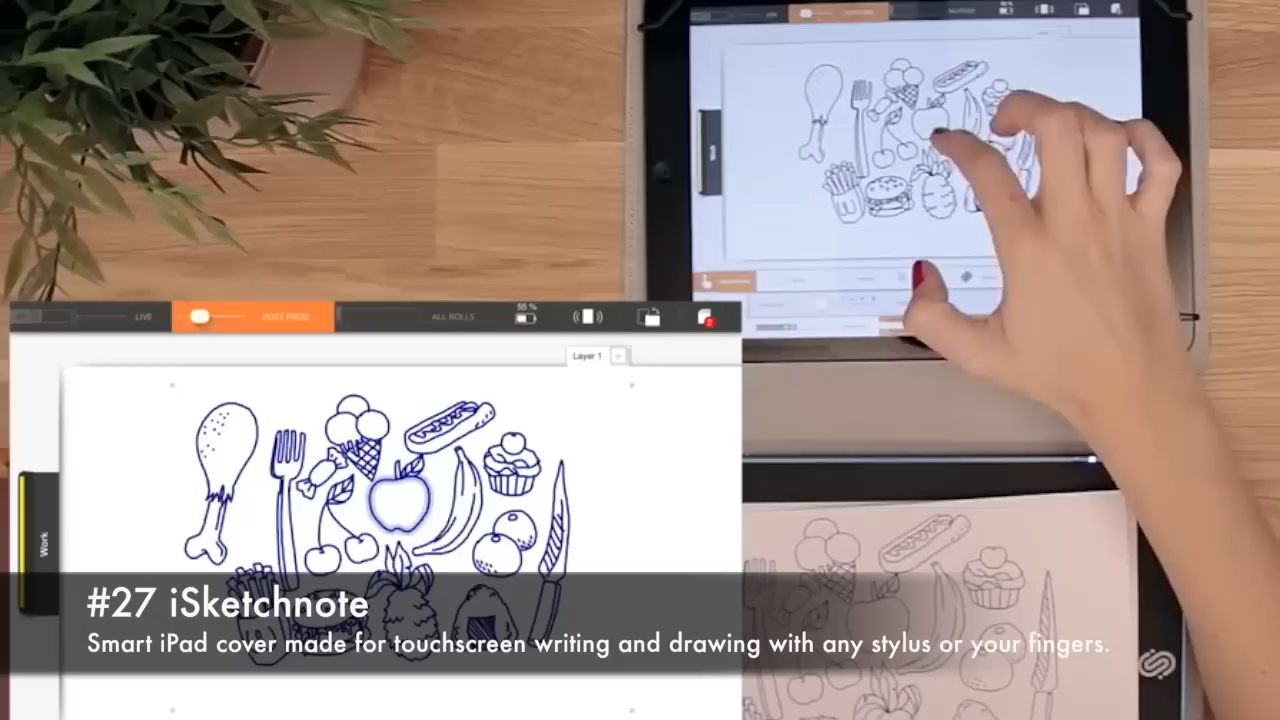 LIVE
POST PROD
ALL ROLLS
55 %
2
Layer 1
+
Work
#27 iSketchnote
Smart iPad cover made for touchscreen writing and drawing with any stylus or your fingers.